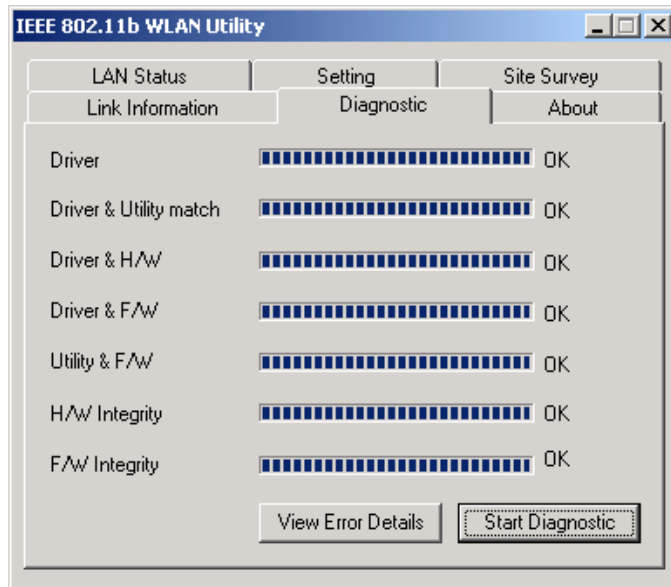 IEEE 802.11b WLAN Utility
LAN Status Setting Site Survey
Link Information Diagnostic About
Driver OK
Driver & Utility match OK
Driver & H/W OK
Driver & F/W OK
Utility & F/W OK
H/W Integrity OK
F/W Integrity OK
View Error Details Start Diagnostic